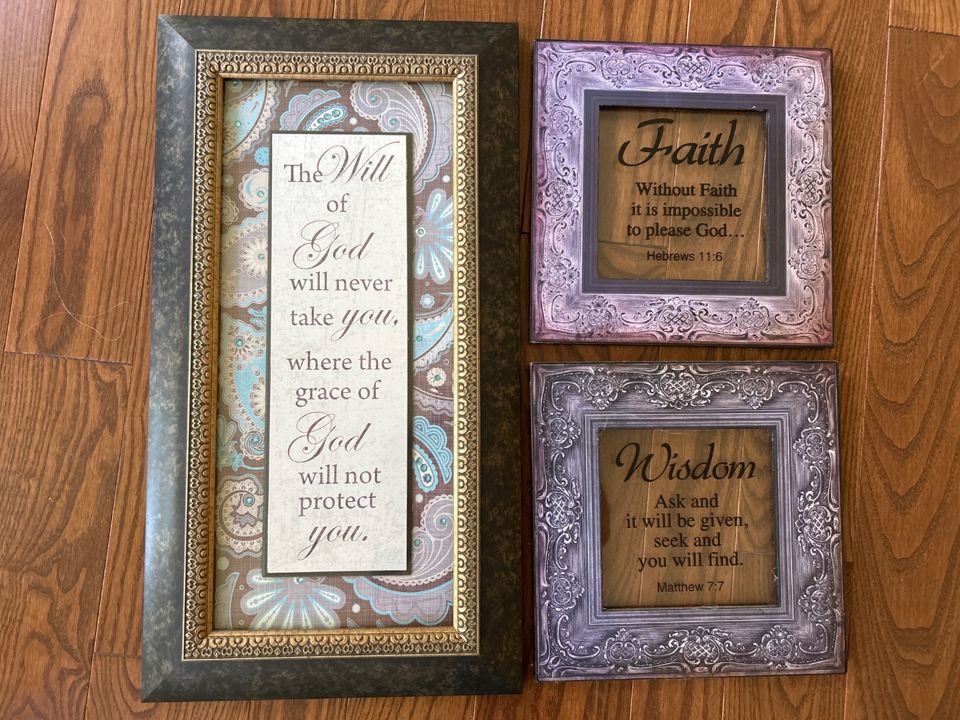 The Will
of
God
will never
take you,
where the
grace of
God
will not
protect
you.
Faith
Without Faith
it is impossible
to please God...
Hebrews 11:6
Wisdom
Ask and
it will be given,
seek and
you will find.
Matthew 7:7